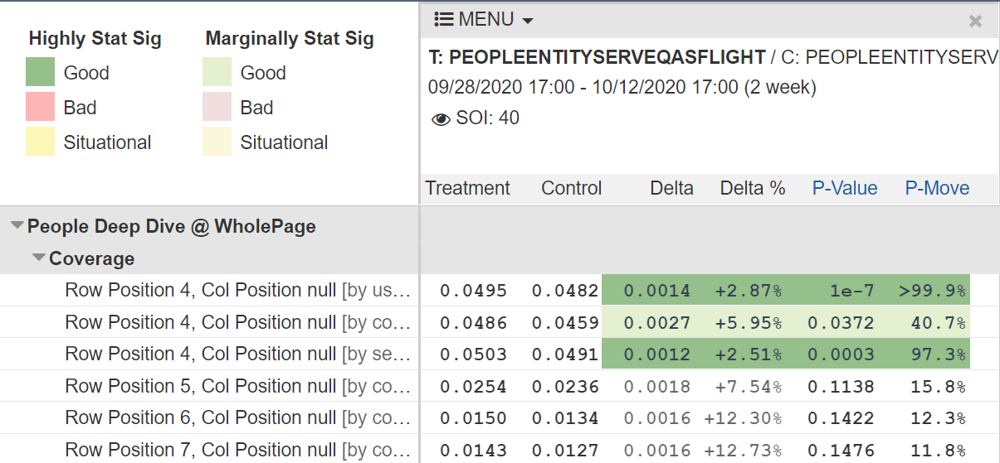 Highly Stat Sig Marginally Stat Sig
Good Good
Bad Bad
Situational Situational
MENU
T: PEOPLEENTITYSERVEQASFLIGHT / C: PEOPLEENTITYSERV
09/28/2020 17:00 - 10/12/2020 17:00 (2 week)
SOI: 40
Treatment Control Delta Delta % P-Value P-Move
People Deep Dive @ WholePage
Coverage
Row Position 4, Col Position null [by us... 0.0495 0.0482 0.0014 +2.87% 1e-7 >99.9%
Row Position 4, Col Position null [by co... 0.0486 0.0459 0.0027 +5.95% 0.0372 40.7%
Row Position 4, Col Position null [by se... 0.0503 0.0491 0.0012 +2.51% 0.0003 97.3%
Row Position 5, Col Position null [by co... 0.0254 0.0236 0.0018 +7.54% 0.1138 15.8%
Row Position 6, Col Position null [by co... 0.0150 0.0134 0.0016 +12.30% 0.1422 12.3%
Row Position 7, Col Position null [by co... 0.0143 0.0127 0.0016 +12.73% 0.1476 11.8%